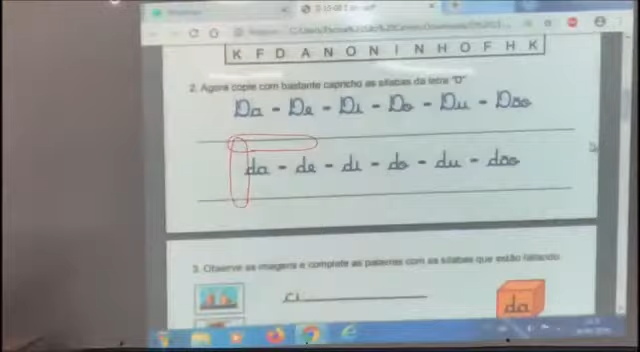 K F D A N O N I N H O F H K
2. Agora copie com bastante capricho as sílabas da letra "D"
Da - De - Di - Do - Du - Dão
da - de - di - do - du - dão
3. Observe as imagens e complete as palavras com as sílabas que estão faltando
ci
da